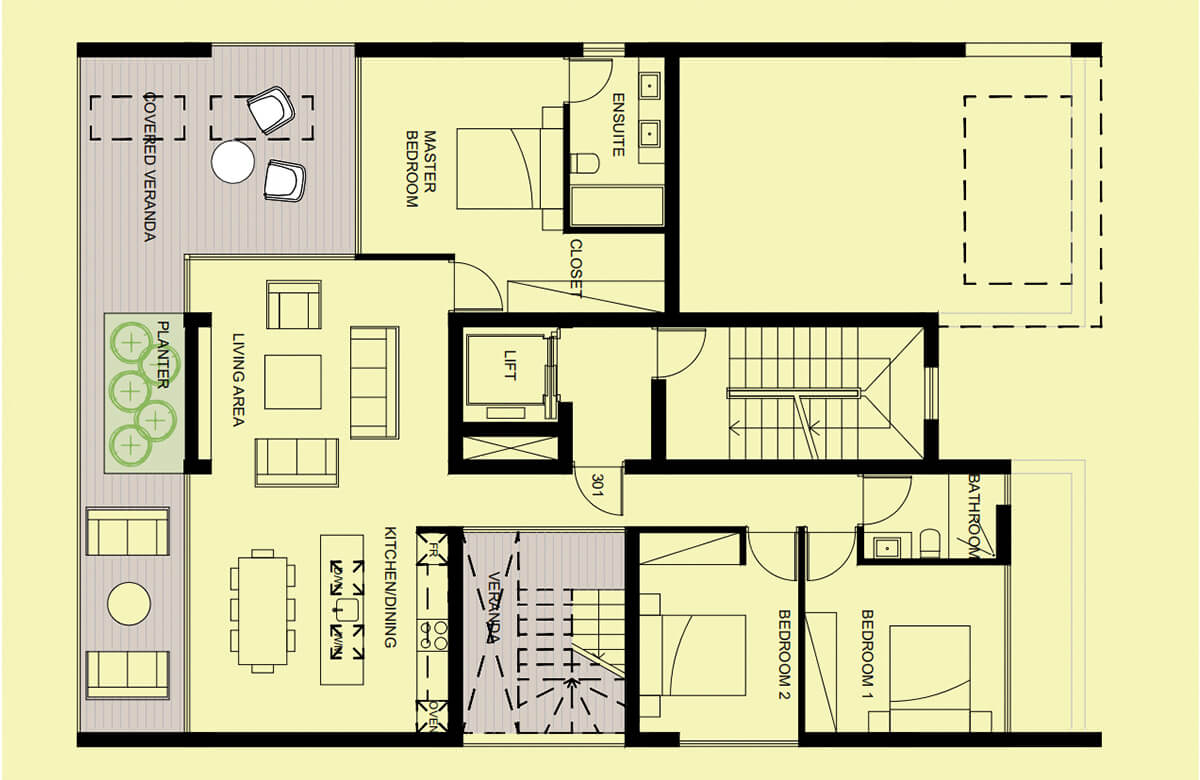 COVERED VERANDA
MASTER
BEDROOM
ENSUITE
CLOSET
PLANTER
LIVING AREA
LIFT
301
BATHROOM
KITCHEN/DINING
FR
VERANDA
BEDROOM 2
BEDROOM 1
OVEN